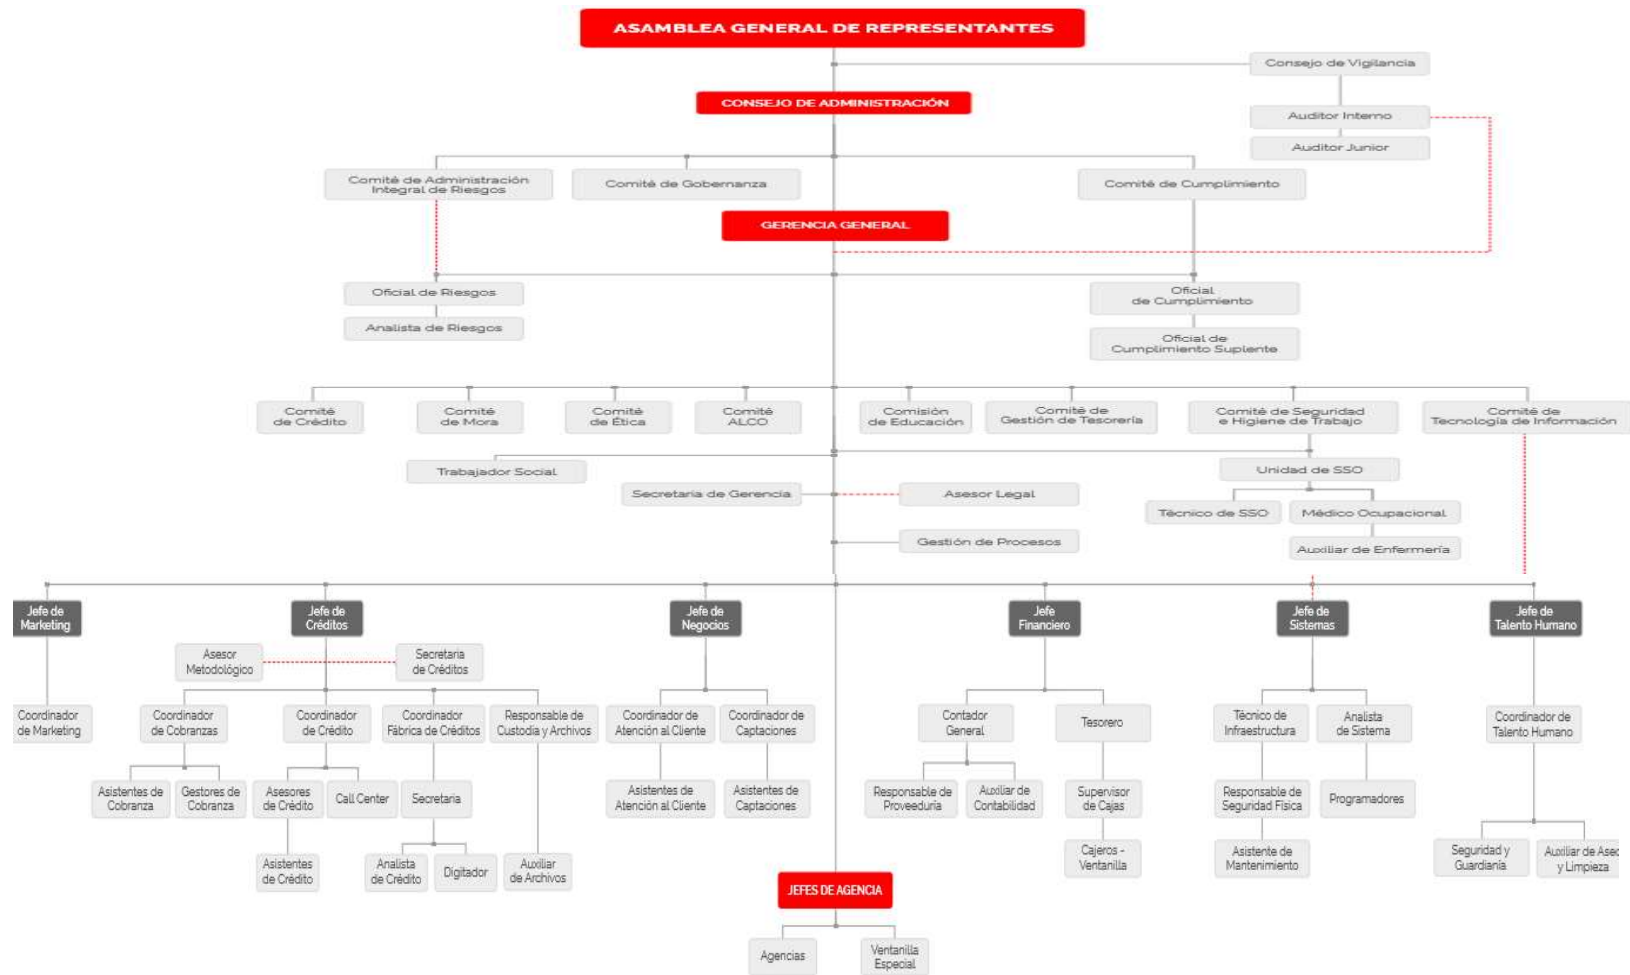 ASAMBLEA GENERAL DE REPRESENTANTES
Consejo de Vigilancia
CONSEJO DE ADMINISTRACIÓN
Auditor Interno
Auditor Junior
Comité de Administración
Integral de Riesgos
Comité de Gobernanza
Comité de Cumplimiento
GERENCIA GENERAL
Oficial de Riesgos
Analista de Riesgos
Oficial
de Cumplimiento
Oficial de
Cumplimiento Suplente
Comité
de Crédito
Comité
de Mora
Comité
de Ética
Comité
ALCO
Comisión
de Educación
Comité de
Gestión de Tesorería
Comité de Seguridad
e Higiene de Trabajo
Comité de
Tecnología de Información
Trabajador Social
Unidad de SSO
Secretaria de Gerencia
Asesor Legal
Técnico de SSO
Médico Ocupacional
Gestión de Procesos
Auxiliar de Enfermería
Jefe de
Marketing
Jefe de
Créditos
Jefe de
Negocios
Jefe
Financiero
Jefe de
Sistemas
Jefe de
Talento Humano
Asesor
Metodológico
Secretaria
de Créditos
Coordinador
de Marketing
Coordinador
de Cobranzas
Coordinador
de Crédito
Coordinador
Fábrica de Créditos
Responsable de
Custodia y Archivos
Coordinador de
Atención al Cliente
Coordinador de
Captaciones
Contador
General
Tesorero
Técnico de
Infraestructura
Analista
de Sistema
Coordinador de
Talento Humano
Asistentes de
Cobranza
Gestores de
Cobranza
Asesores
de Crédito
Call Center
Secretaria
Asistentes de
Atención al Cliente
Asistentes de
Captaciones
Responsable de
Proveeduría
Auxiliar de
Contabilidad
Supervisor
de Cajas
Responsable de
Seguridad Física
Programadores
Asistentes
de Crédito
Analista
de Crédito
Digitador
Auxiliar
de Archivos
Cajeros -
Ventanilla
Asistente de
Mantenimiento
Seguridad y
Guardianía
Auxiliar de Aseo
y Limpieza
JEFES DE AGENCIA
Agencias
Ventanilla
Especial